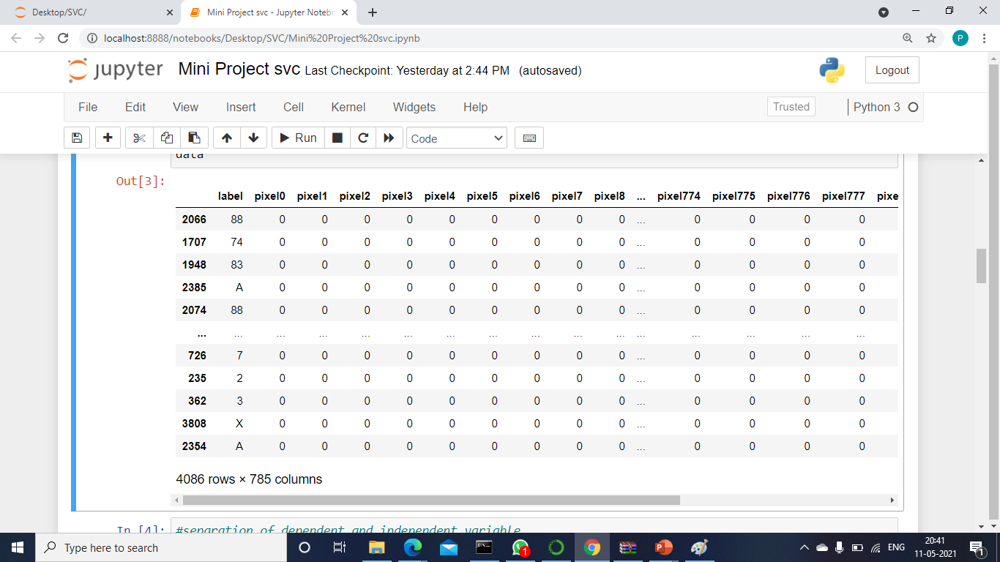 Desktop/SVC/
Mini Project svc - Jupyter Notebo
localhost:8888/notebooks/Desktop/SVC/Mini%20Project%20svc.ipynb
P
jupyter Mini Project svc Last Checkpoint: Yesterday at 2:44 PM (autosaved)
Logout
File Edit View Insert Cell Kernel Widgets Help Trusted Python 3
Run Code
data
Out[3]:
label pixel0 pixel1 pixel2 pixel3 pixel4 pixel5 pixel6 pixel7 pixel8 ... pixel774 pixel775 pixel776 pixel777 pixe
2066 88 0 0 0 0 0 0 0 0 0 ... 0 0 0 0
1707 74 0 0 0 0 0 0 0 0 0 ... 0 0 0 0
1948 83 0 0 0 0 0 0 0 0 0 ... 0 0 0 0
2385 A 0 0 0 0 0 0 0 0 0 ... 0 0 0 0
2074 88 0 0 0 0 0 0 0 0 0 ... 0 0 0 0
... ... ... ... ... ... ... ... ... ... ... ... ... ... ... ...
726 7 0 0 0 0 0 0 0 0 0 ... 0 0 0 0
235 2 0 0 0 0 0 0 0 0 0 ... 0 0 0 0
362 3 0 0 0 0 0 0 0 0 0 ... 0 0 0 0
3808 X 0 0 0 0 0 0 0 0 0 ... 0 0 0 0
2354 A 0 0 0 0 0 0 0 0 0 ... 0 0 0 0
4086 rows × 785 columns
In [4]: #separation of dependent and independent variable
Type here to search
1
ENG
20:41
11-05-2021
1